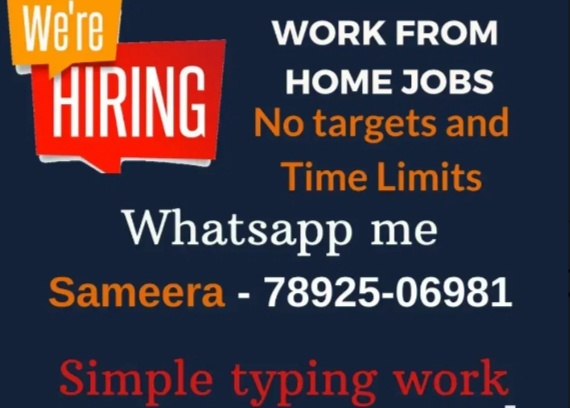 We're
HIRING
WORK FROM
HOME JOBS
No targets and
Time Limits
Whatsapp me
Sameera - 78925-06981
Simple typing work